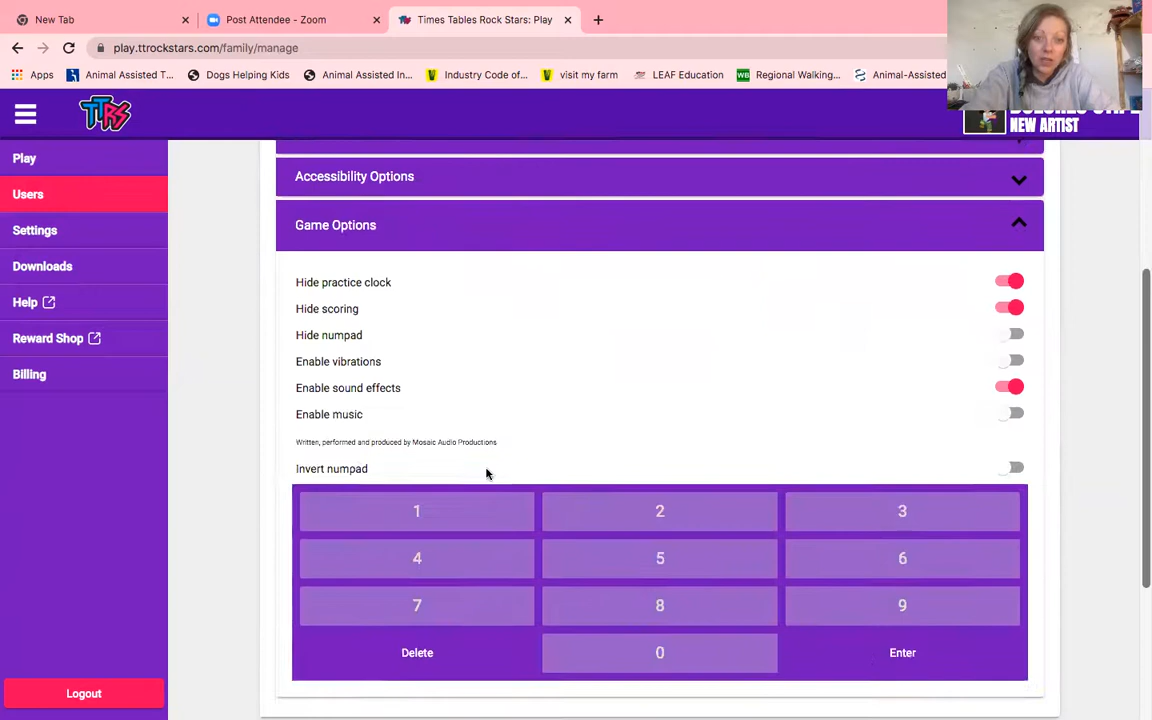 New Tab
Post Attendee - Zoom
Times Tables Rock Stars: Play
play.ttrockstars.com/family/manage
Apps
Animal Assisted T...
Dogs Helping Kids
Animal Assisted In...
Industry Code of...
visit my farm
LEAF Education
Regional Walking...
Animal-Assisted
TTRS
NEW ARTIST
Play
Users
Settings
Downloads
Help
Reward Shop
Billing
Logout
Accessibility Options
Game Options
Hide practice clock
Hide scoring
Hide numpad
Enable vibrations
Enable sound effects
Enable music
Written, performed and produced by Mosaic Audio Productions
Invert numpad
1 2 3
4 5 6
7 8 9
Delete 0 Enter